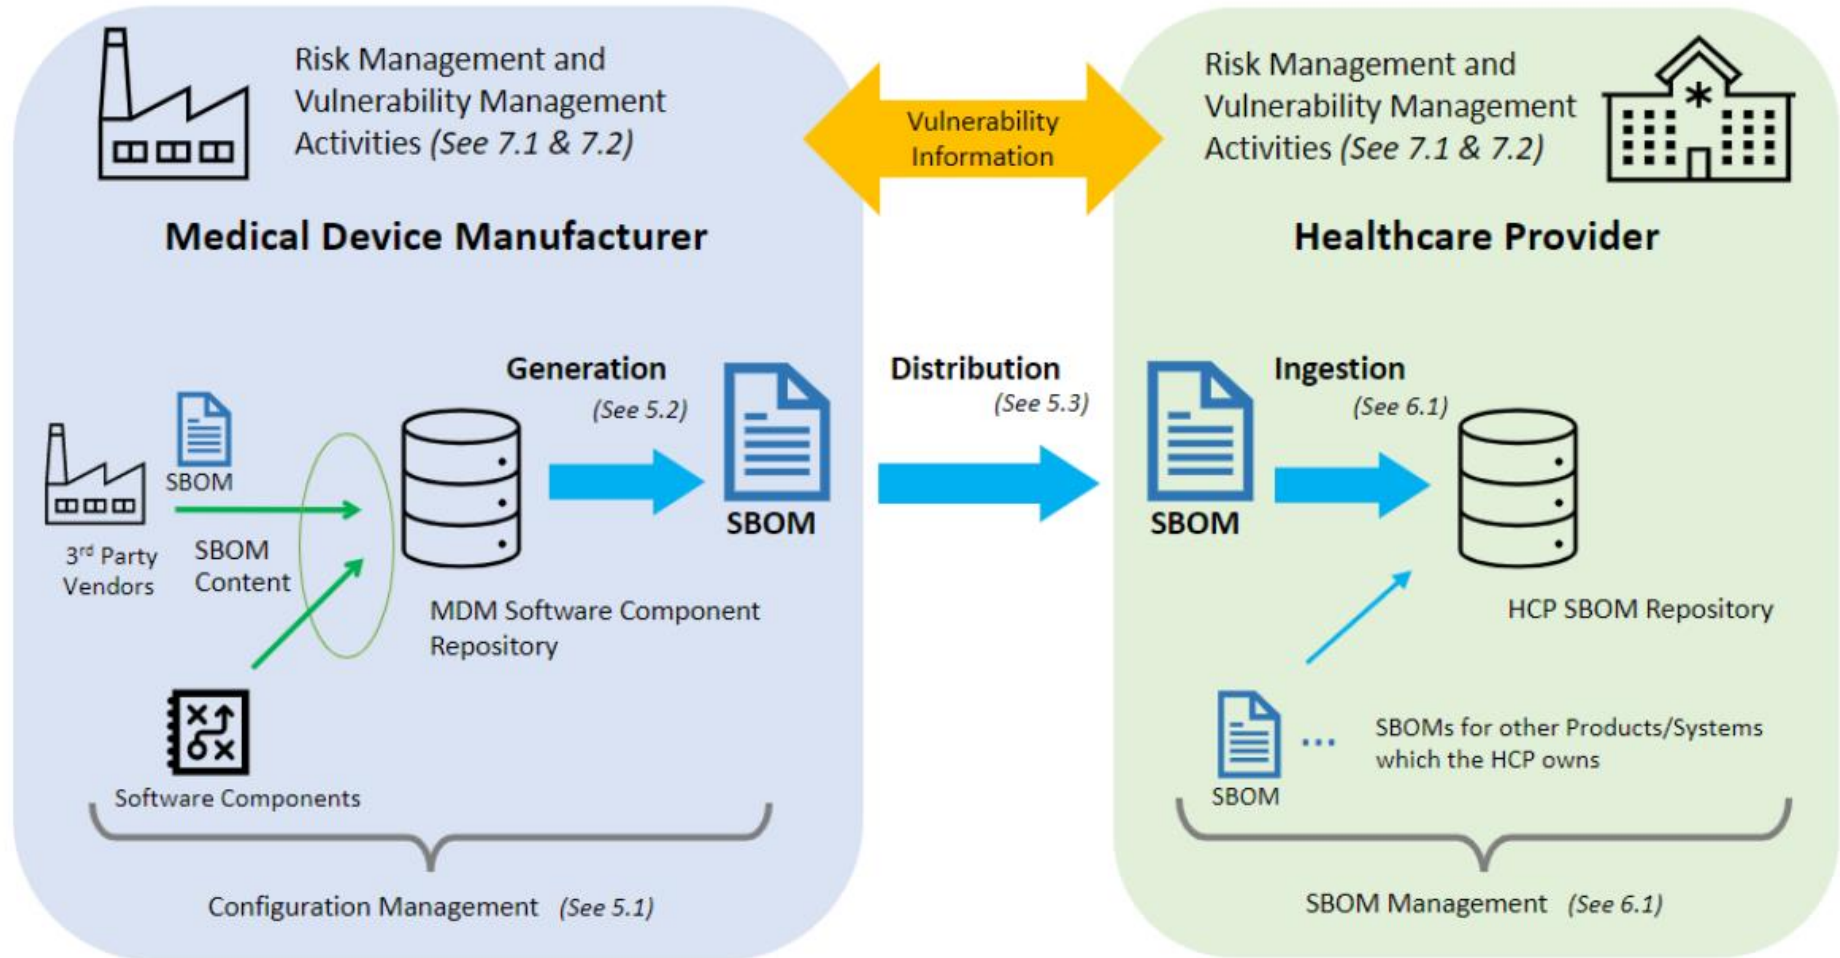 Risk Management and
Vulnerability Management
Activities (See 7.1 & 7.2)
Medical Device Manufacturer
Vulnerability
Information
Risk Management and
Vulnerability Management
Activities (See 7.1 & 7.2)
Healthcare Provider
Generation
(See 5.2)
Distribution
(See 5.3)
Ingestion
(See 6.1)
SBOM
3rd Party
Vendors
SBOM
Content
SBOM
SBOM
MDM Software Component
Repository
HCP SBOM Repository
Software Components
SBOM
...
SBOMs for other Products/Systems
which the HCP owns
Configuration Management (See 5.1)
SBOM Management (See 6.1)